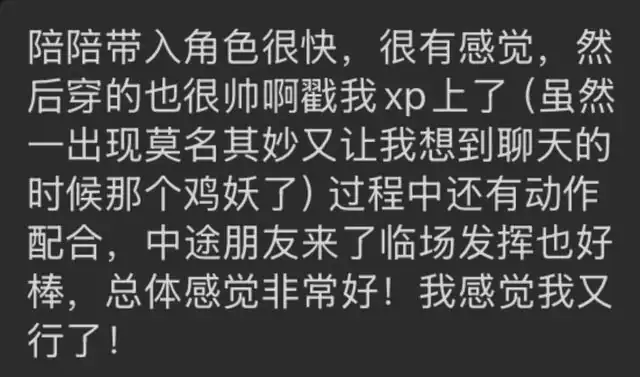 陪陪带入角色很快，很有感觉，然
后穿的也很帅啊戳我xp上了（虽然
一出现莫名其妙又让我想到聊天的
时候那个鸡妖了）过程中还有动作
配合，中途朋友来了临场发挥也好
棒，总体感觉非常好！我感觉我又
行了！